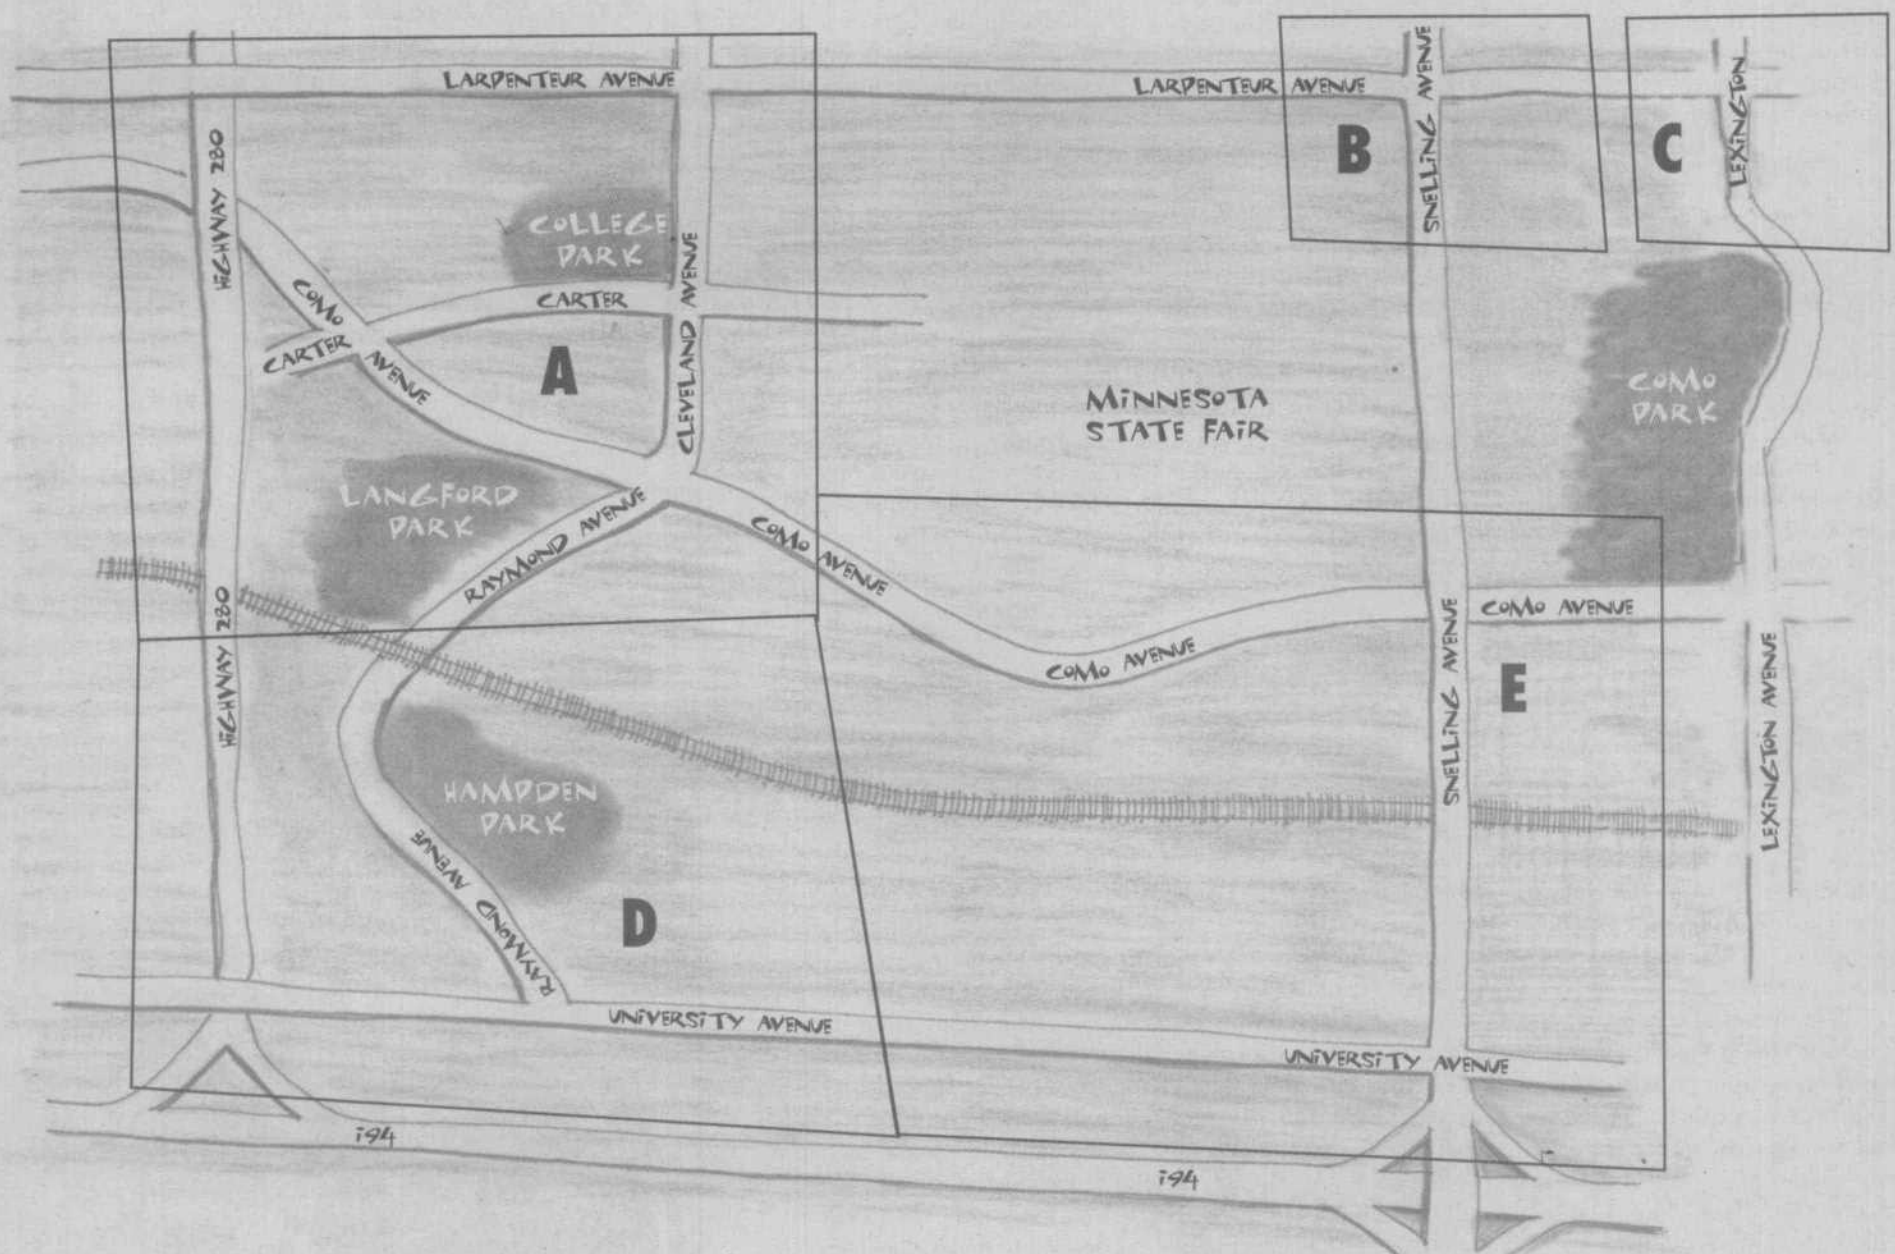 LARPENTEUR AVENUE
LARPENTEUR AVENUE
SNELLING AVENUE
LEXINGTON
B
C
HIGHWAY 280
COLLEGE
PARK
CLEVELAND AVENUE
CARTER
COMO
AVENUE
CARTER
A
MINNESOTA
STATE FAIR
COMO
PARK
LANGFORD
PARK
RAYMOND AVENUE
COMO AVENUE
COMO AVENUE
COMO AVENUE
HIGHWAY 280
SNELLING AVENUE
E
LEXINGTON AVENUE
HAMPDEN
PARK
RAYMOND AVENUE
D
UNIVERSITY AVENUE
UNIVERSITY AVENUE
i94
i94